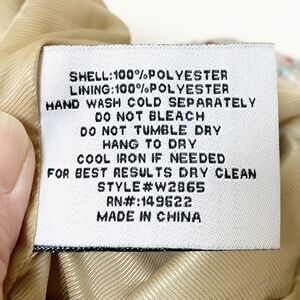 SHELL:100%POLYESTER
LINING:100%POLYESTER
HAND WASH COLD SEPARATELY
DO NOT BLEACH
DO NOT TUMBLE DRY
HANG TO DRY
COOL IRON IF NEEDED
FOR BEST RESULTS DRY CLEAN
STYLE#W2865
RN#:149622
MADE IN CHINA